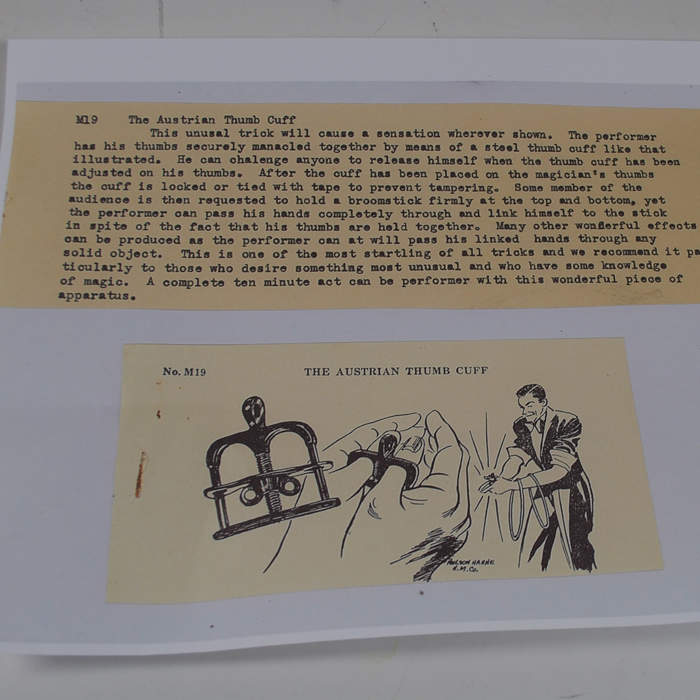 M19 The Austrian Thumb Cuff
This unusual trick will cause a sensation wherever shown. The performer
has his thumbs securely manacled together by means of a steel thumb cuff like that
illustrated. He can chalenge anyone to release himself when the thumb cuff has been
adjusted on his thumbs. After the cuff has been placed on the magician's thumbs
the cuff is locked or tied with tape to prevent tampering. Some member of the
audience is then requested to hold a broomstick firmly at the top and bottom, yet
the performer can pass his hands completely through and link himself to the stick
in spite of the fact that his thumbs are held together. Many other wonderful effects
can be produced as the performer can at will pass his linked hands through any
solid object. This is one of the most startling of all tricks and we recommend it pa
ticularly to those who desire something most unusual and who have some knowledge
of magic. A complete ten minute act can be performer with this wonderful piece of
apparatus.
No. M19 THE AUSTRIAN THUMB CUFF
NELSON HAHNE
N.M.Co.